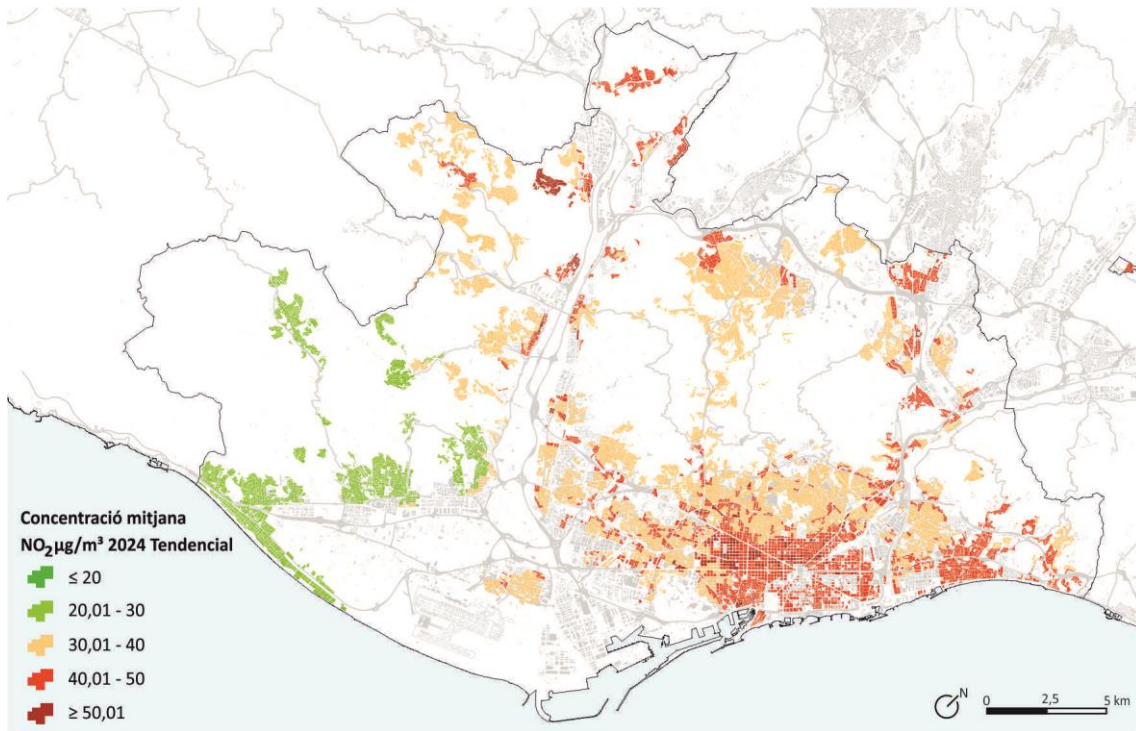 Concentració mitjana
NO₂µg/m³ 2024 Tendencial
≤ 20
20,01 - 30
30,01 - 40
40,01 - 50
≥ 50,01
N
0 2,5 5 km